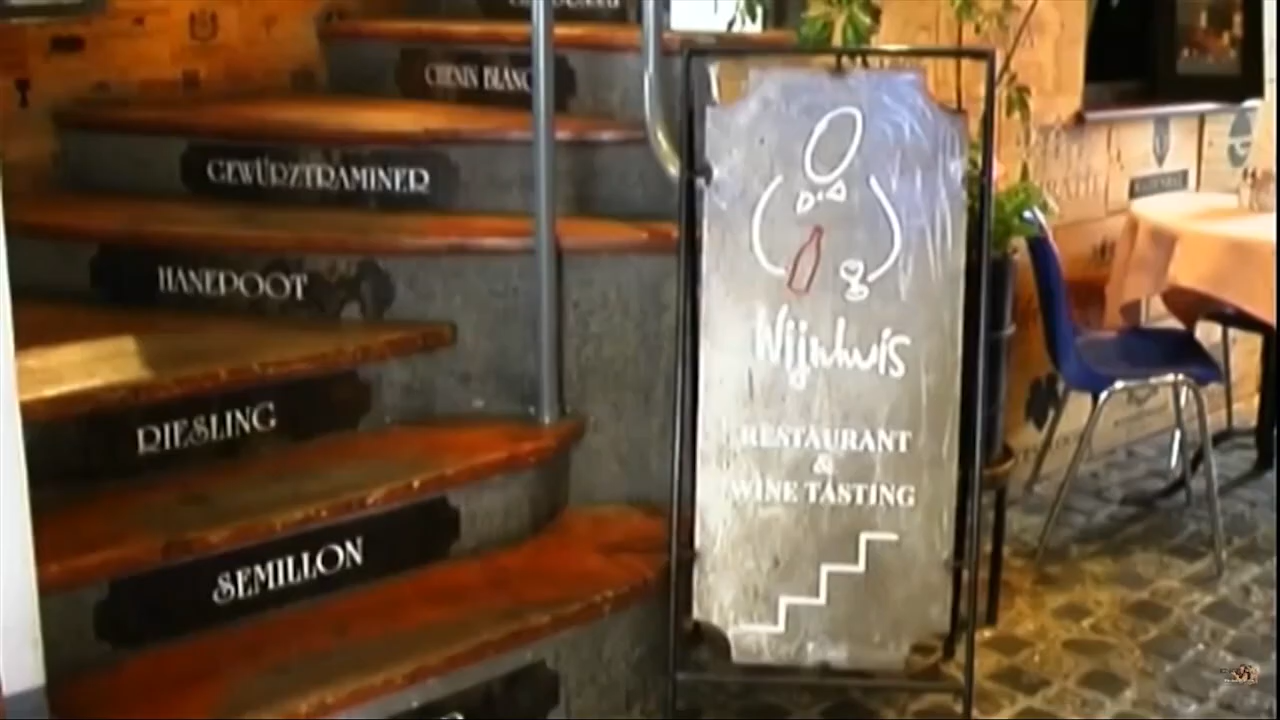 CHENIN BLANC
GEWÜRZTRAMINER
HANEPOOT
RIESLING
SEMILLON
Wijnhuis
RESTAURANT
&
WINE TASTING